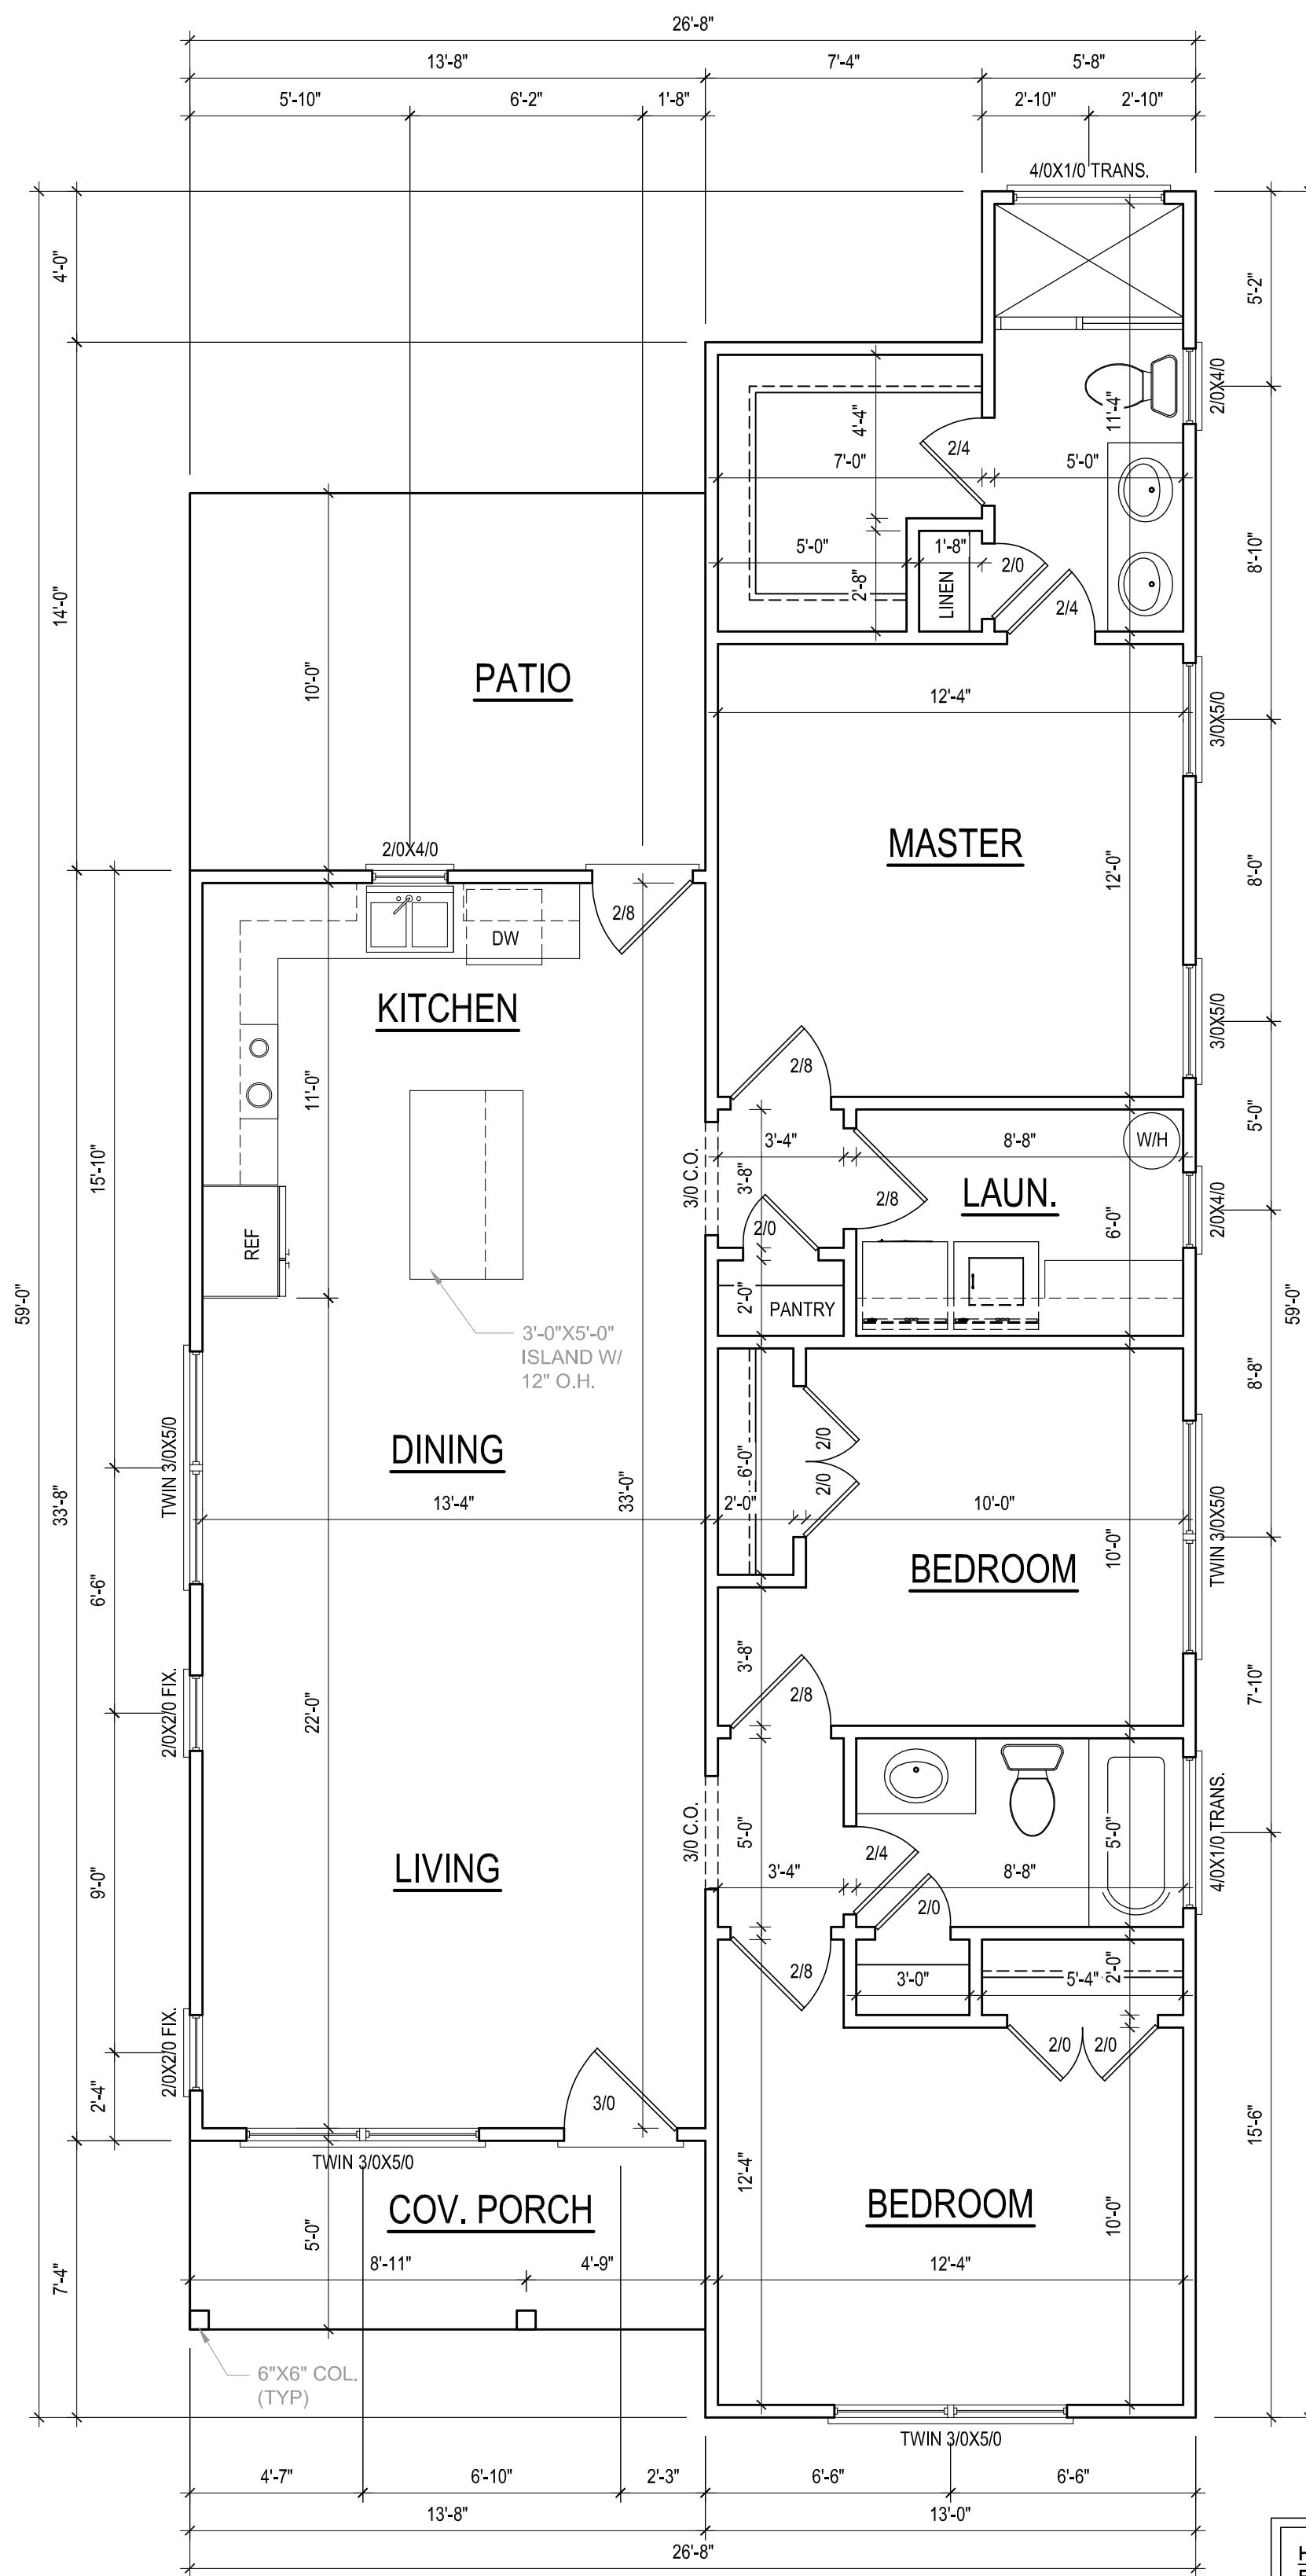 26'-8"
13'-8" 7'-4" 5'-8"
5'-10" 6'-2" 1'-8" 2'-10" 2'-10"
4/0X1/0 TRANS.
4'-0"
5'-2"
2/0X4/0
11'-4"
4'-4"
2/4
7'-0" 5'-0"
5'-0" 1'-8" 2/0
2'-8"
LINEN
2/4
8'-10"
14'-0"
10'-0"
PATIO
12'-4"
3/0X5/0
MASTER
12'-0"
8'-0"
2/0X4/0
2/8
DW
KITCHEN
3/0X5/0
2/8
11'-0"
15'-10"
3/0 C.O.
3'-4"
3'-8"
8'-8"
W/H
5'-0"
2/8
LAUN.
6'-0"
2/0X4/0
2/0
REF
2'-0"
PANTRY
59'-0"
59'-0"
3'-0"X5'-0"
ISLAND W/
12" O.H.
8'-8"
DINING
TWIN 3/0X5/0
33'-8"
13'-4"
33'-0"
6'-0"
2/0
2/0
2'-0"
10'-0"
TWIN 3/0X5/0
BEDROOM
10'-0"
6'-6"
2/0X2/0 FIX.
22'-0"
3'-8"
2/8
7'-10"
3/0 C.O.
5'-0"
2/4
5'-0"
4/0X1/0 TRANS.
LIVING
3'-4" 8'-8"
2/0
9'-0"
2/8
3'-0" 5'-4"
2'-0"
2/0 2/0
2/0X2/0 FIX.
2'-4"
3/0
15'-6"
TWIN 3/0X5/0
12'-4"
COV. PORCH
BEDROOM
10'-0"
5'-0"
7'-4"
8'-11" 4'-9" 12'-4"
6"X6" COL.
(TYP)
TWIN 3/0X5/0
4'-7" 6'-10" 2'-3" 6'-6" 6'-6"
13'-8" 13'-0"
26'-8"